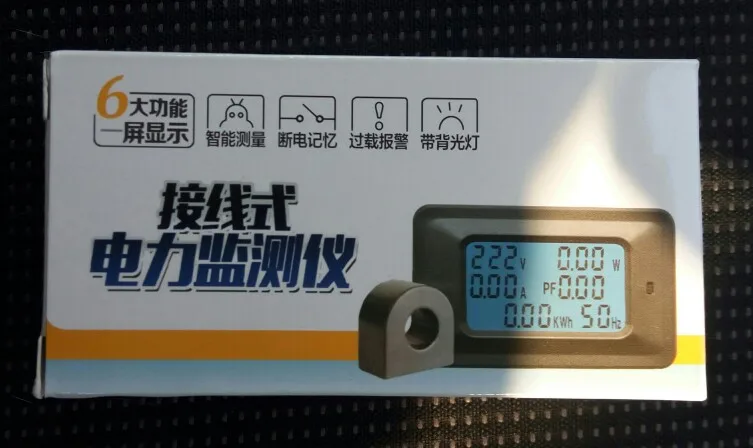 6大功能
一屏显示
智能测量
断电记忆
过载报警
带背光灯
接线式
电力监测仪
222V 0.00W
0.00A PF0.00
0.00KWh 50Hz